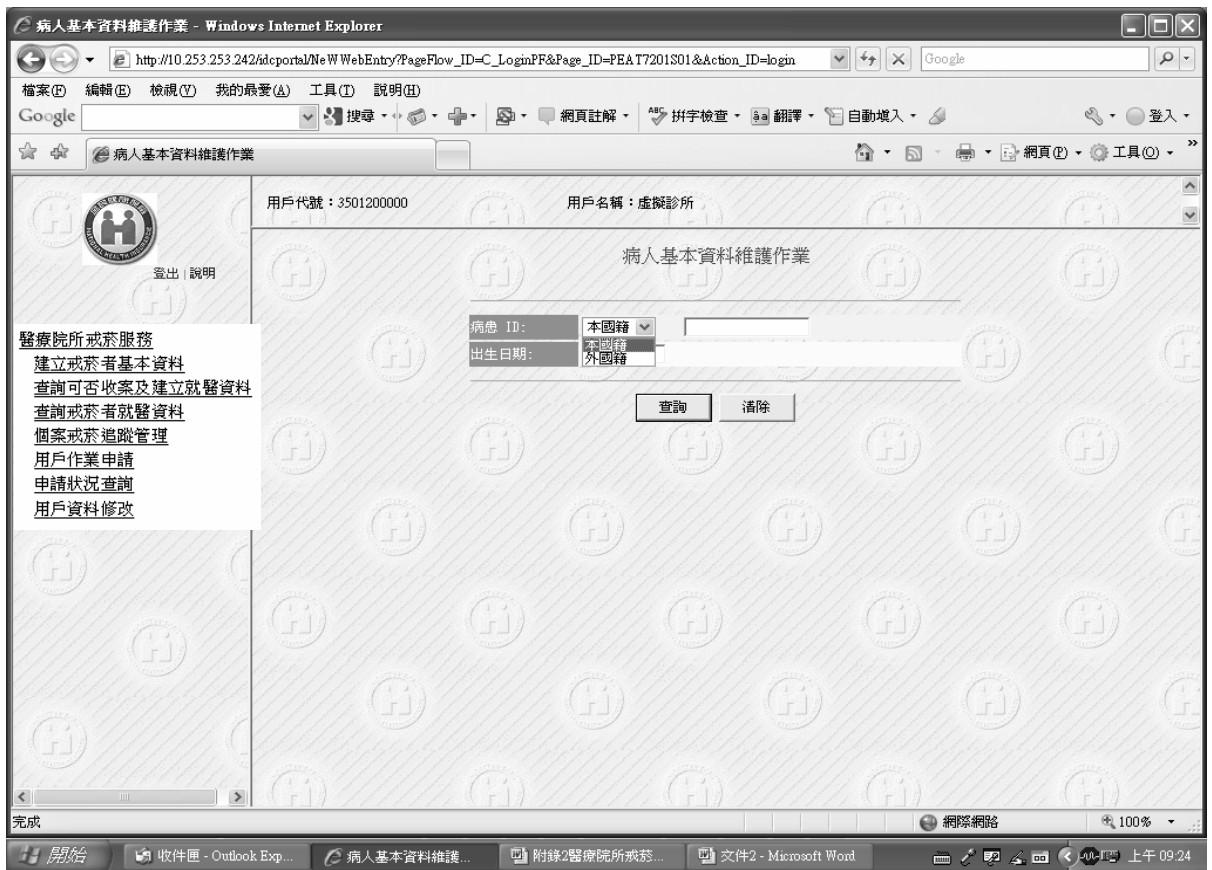 病人基本資料維護作業 - Windows Internet Explorer
http://10.253.253.242/idcportal/NeWWebEntry?PageFlow_ID=C_LoginPF&Page_ID=PEAT7201S01&Action_ID=login Google
檔案(F) 編輯(E) 檢視(V) 我的最愛(A) 工具(T) 說明(H)
Google 搜尋 網頁註解 拼字檢查 翻譯 自動填入 登入
病人基本資料維護作業 網頁(P) 工具(O)
用戶代號：3501200000 用戶名稱：虛擬診所
NATIONAL HEALTH INSURANCE
登出 | 說明
病人基本資料維護作業
醫療院所戒菸服務
建立戒菸者基本資料
查詢可否收案及建立就醫資料
查詢戒菸者就醫資料
個案戒菸追蹤管理
用戶作業申請
申請狀況查詢
用戶資料修改
病患 ID: 本國籍
本國籍
出生日期: 外國籍
查詢 清除
完成 網際網路 100%
開始 收件匣 - Outlook Exp... 病人基本資料維護... 附錄2醫療院所戒菸... 文件2 - Microsoft Word 上午 09:24